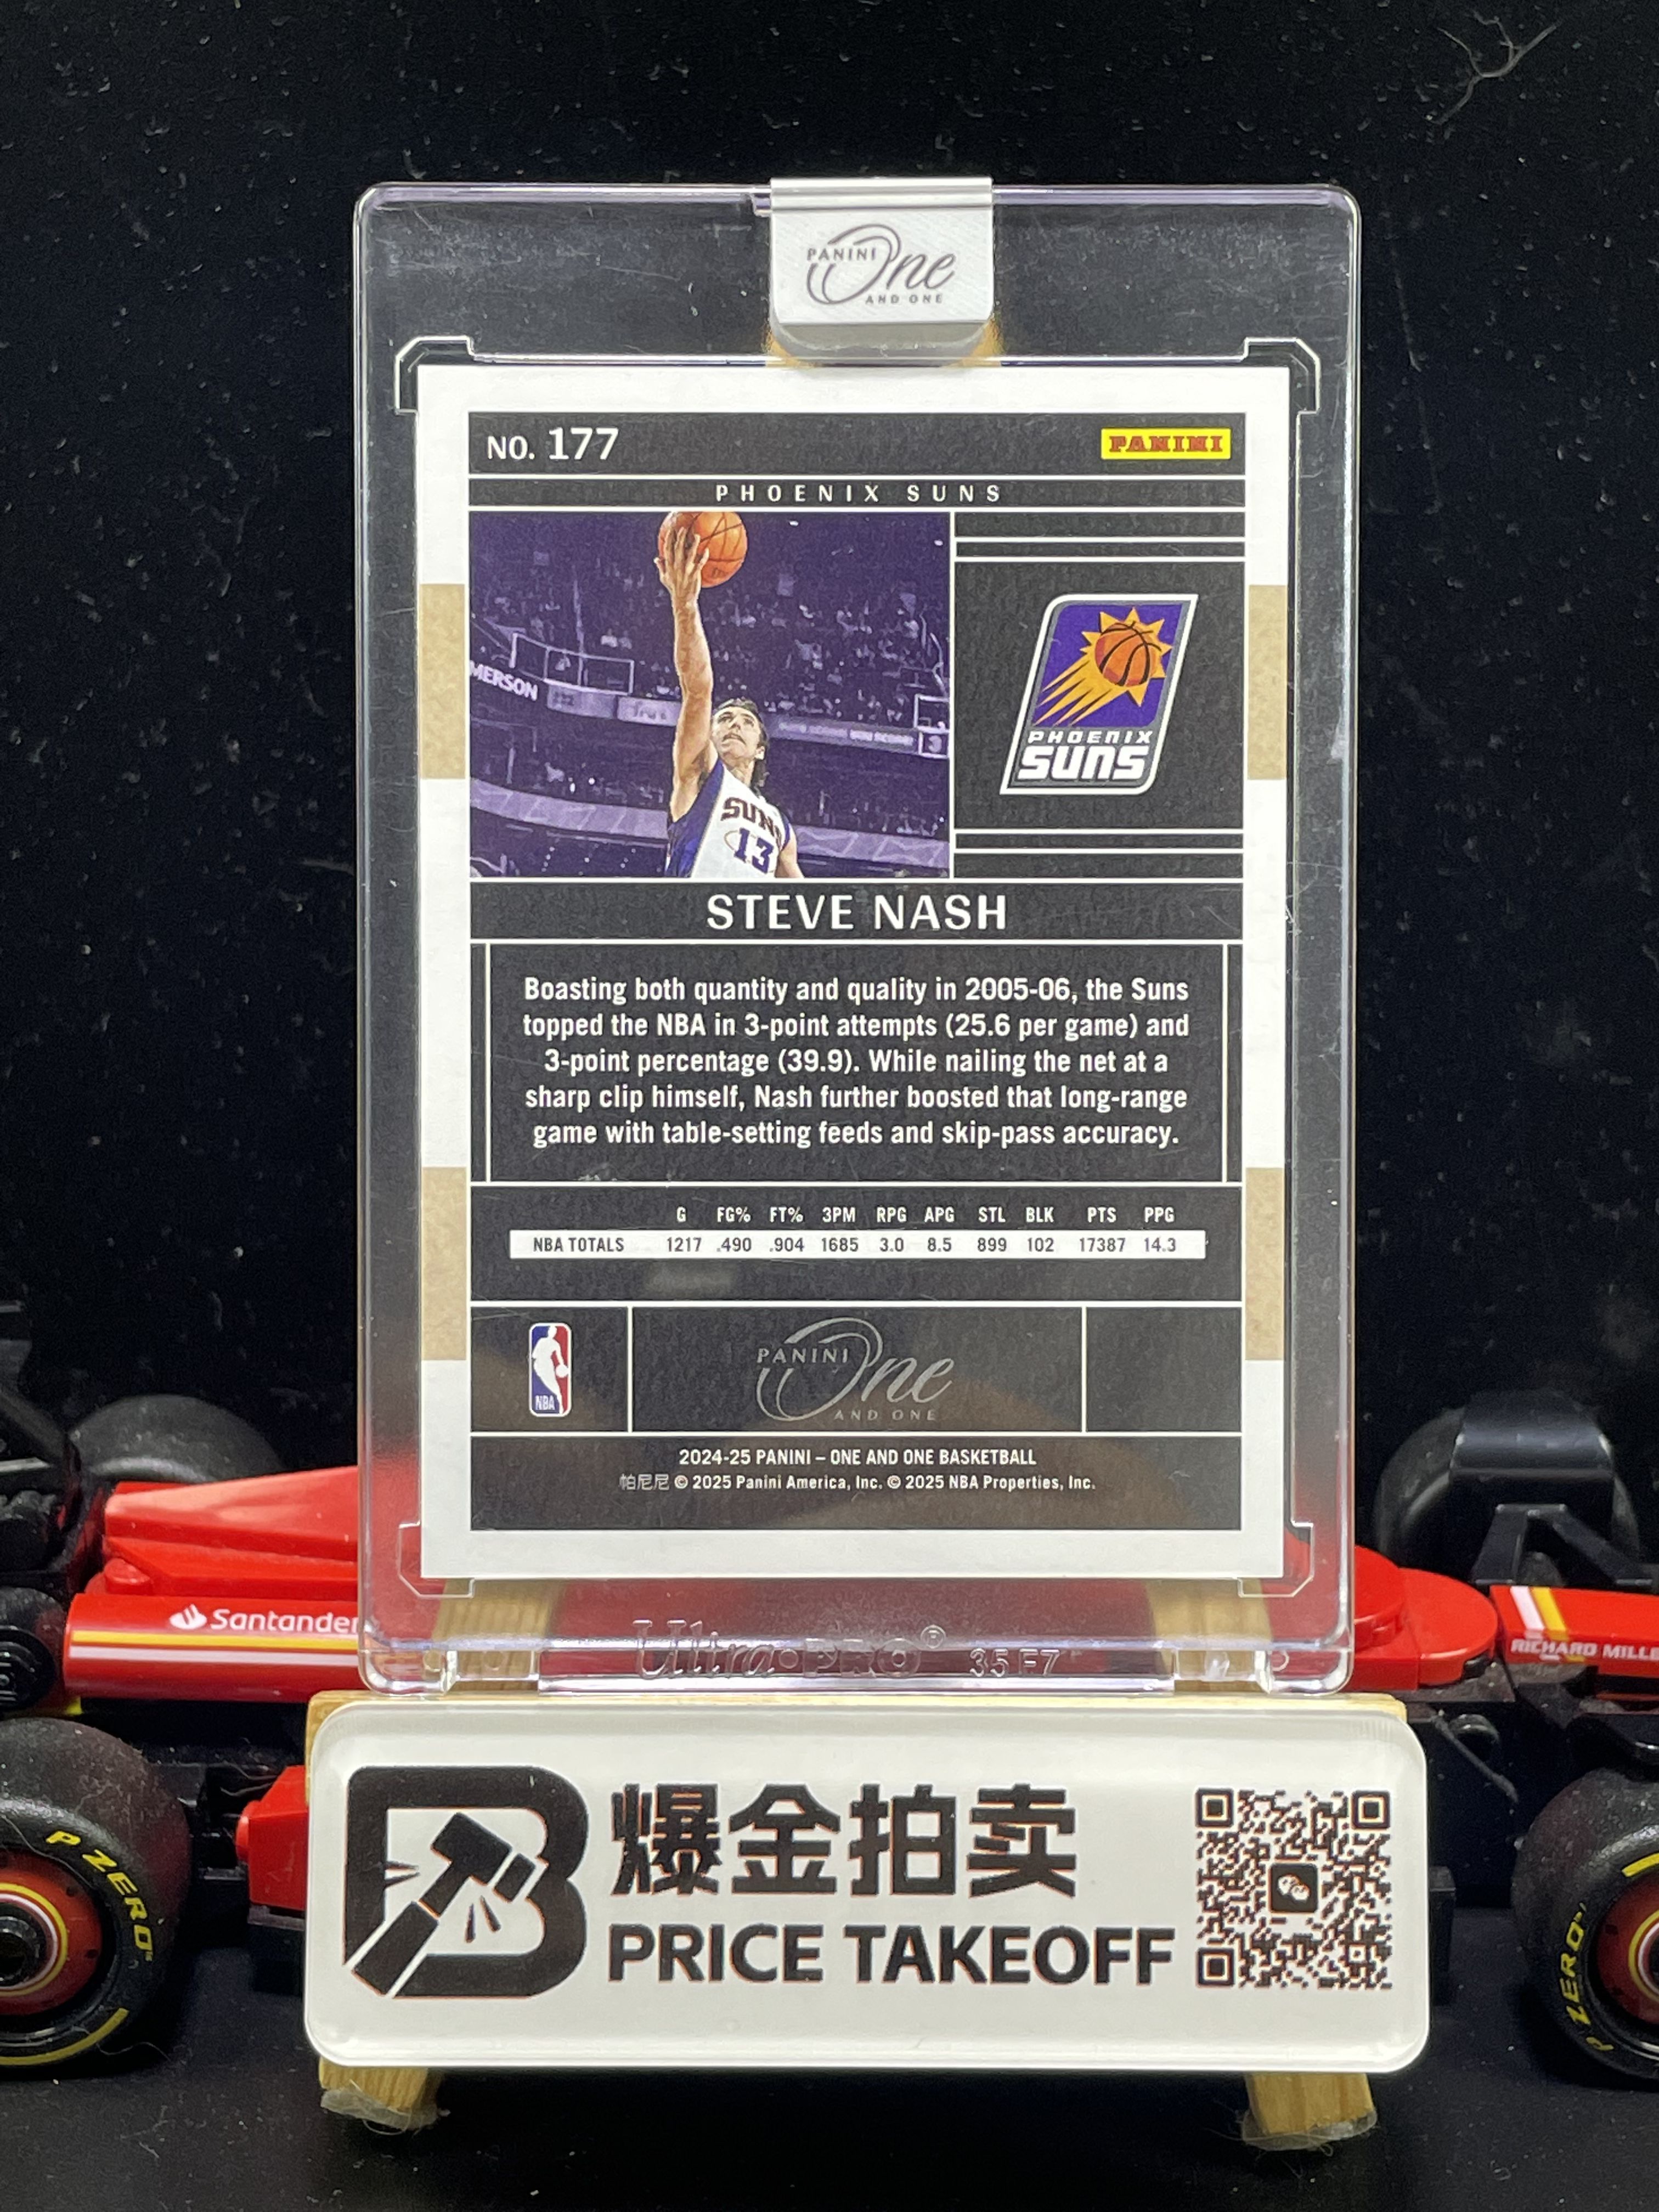 PANINI One
AND ONE
NO. 177
PANINI
PHOENIX SUNS
MERSON
SUNS
13
PHOENIX
SUNS
STEVE NASH
Boasting both quantity and quality in 2005-06, the Suns
topped the NBA in 3-point attempts (25.6 per game) and
3-point percentage (39.9). While nailing the net at a
sharp clip himself, Nash further boosted that long-range
game with table-setting feeds and skip-pass accuracy.
G FG% FT% 3PM RPG APG STL BLK PTS PPG
NBA TOTALS 1217 .490 .904 1685 3.0 8.5 899 102 17387 14.3
NBA
PANINI One
AND ONE
2024-25 PANINI – ONE AND ONE BASKETBALL
帕尼尼 © 2025 Panini America, Inc. © 2025 NBA Properties, Inc.
Santander
RICHARD MILLE
Ultra·PRO® 35F7
爆金拍卖
PRICE TAKEOFF
P ZERO
P ZERO